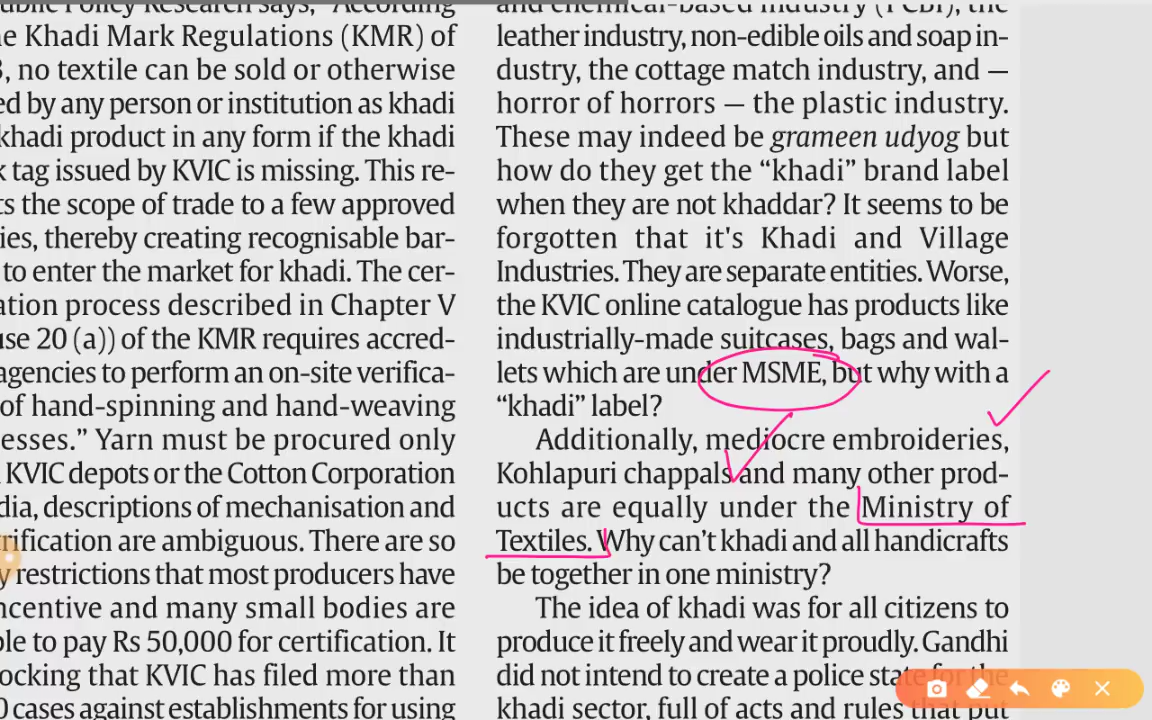 Public Policy Research says, "According
e Khadi Mark Regulations (KMR) of
, no textile can be sold or otherwise
ed by any person or institution as khadi
khadi product in any form if the khadi
k tag issued by KVIC is missing. This re-
ts the scope of trade to a few approved
ies, thereby creating recognisable bar-
to enter the market for khadi. The cer-
ation process described in Chapter V
use 20 (a)) of the KMR requires accred-
agencies to perform an on-site verifica-
of hand-spinning and hand-weaving
esses." Yarn must be procured only
KVIC depots or the Cotton Corporation
dia, descriptions of mechanisation and
rification are ambiguous. There are so
y restrictions that most producers have
ncentive and many small bodies are
ble to pay Rs 50,000 for certification. It
ocking that KVIC has filed more than
0 cases against establishments for using
and chemical-based industry (PCBI), the
leather industry, non-edible oils and soap in-
dustry, the cottage match industry, and —
horror of horrors — the plastic industry.
These may indeed be grameen udyog but
how do they get the “khadi” brand label
when they are not khaddar? It seems to be
forgotten that it's Khadi and Village
Industries. They are separate entities. Worse,
the KVIC online catalogue has products like
industrially-made suitcases, bags and wal-
lets which are under MSME, but why with a
“khadi” label?
Additionally, mediocre embroideries,
Kohlapuri chappals and many other prod-
ucts are equally under the Ministry of
Textiles. Why can’t khadi and all handicrafts
be together in one ministry?
The idea of khadi was for all citizens to
produce it freely and wear it proudly. Gandhi
did not intend to create a police state for the
khadi sector, full of acts and rules that put